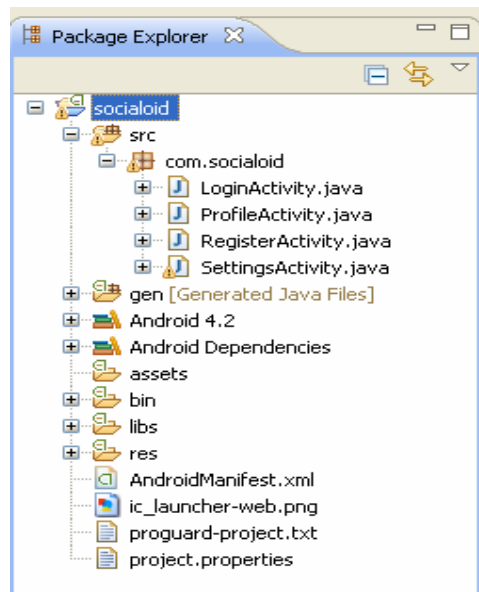 Package Explorer
socialoid
src
com.socialoid
LoginActivity.java
ProfileActivity.java
RegisterActivity.java
SettingsActivity.java
gen [Generated Java Files]
Android 4.2
Android Dependencies
assets
bin
libs
res
AndroidManifest.xml
ic_launcher-web.png
proguard-project.txt
project.properties